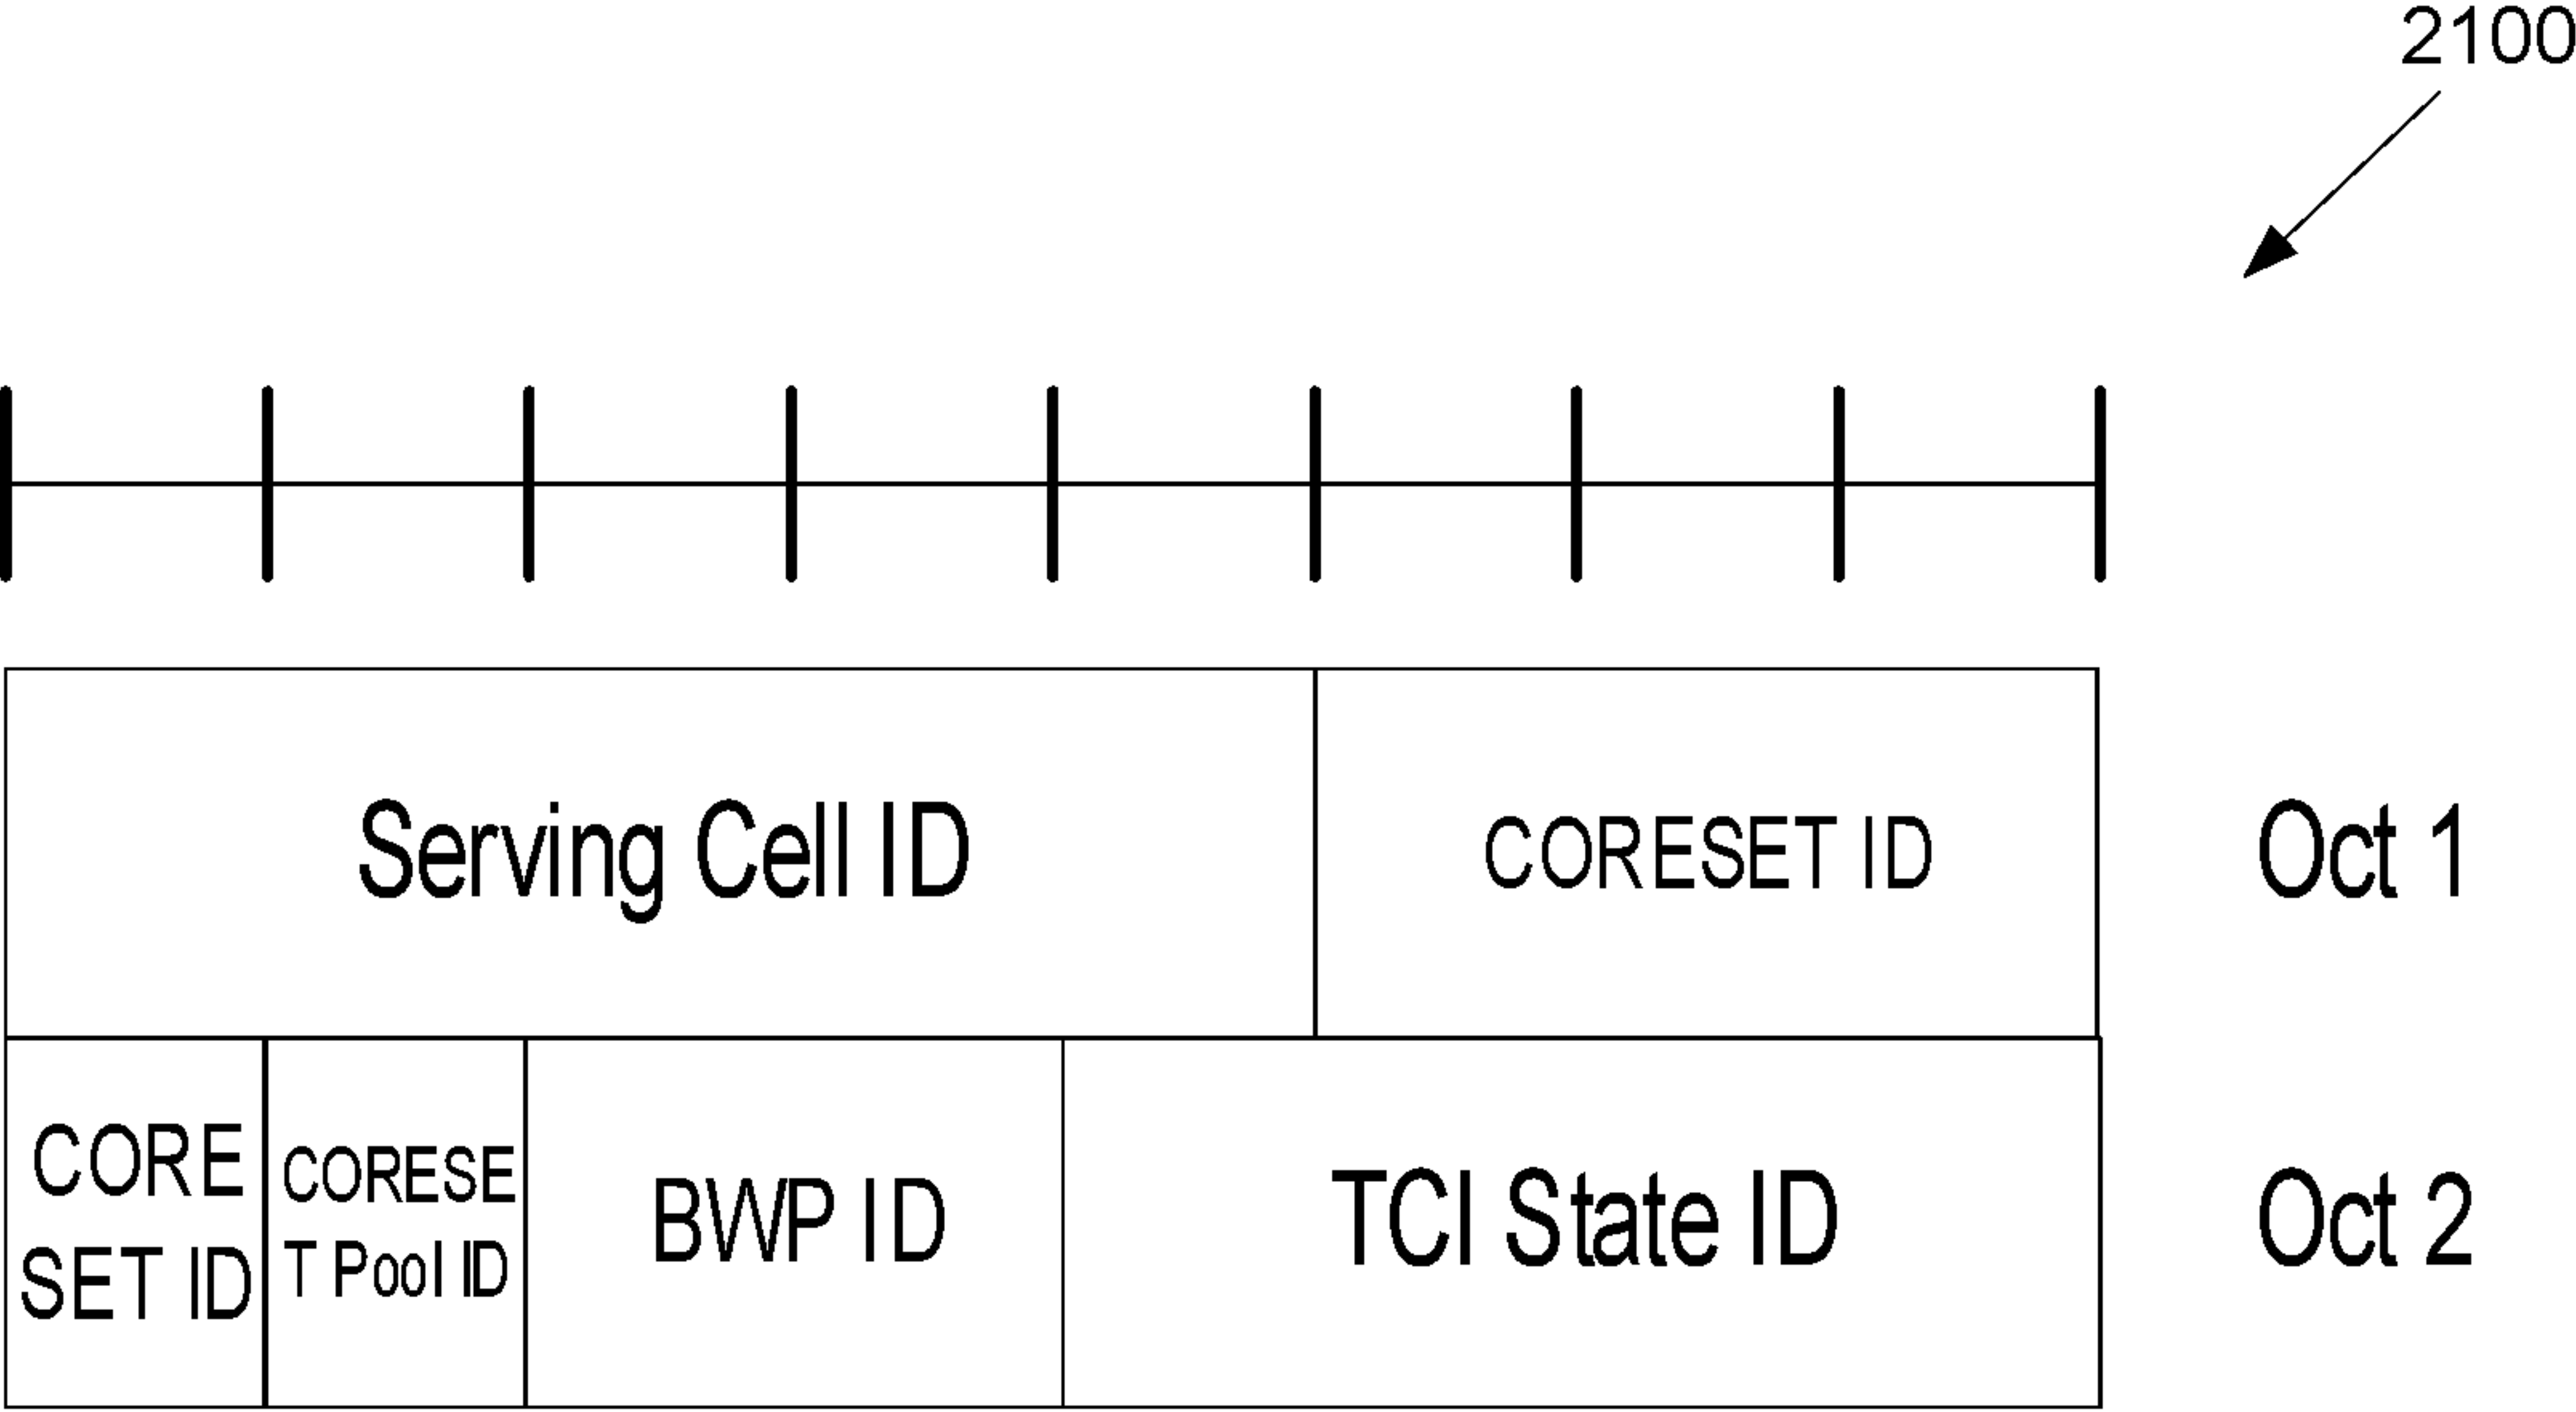 2100
Serving Cell ID
CORESET ID
Oct 1
CORE
SET ID
CORESE
T Pool ID
BWP ID
TCI State ID
Oct 2